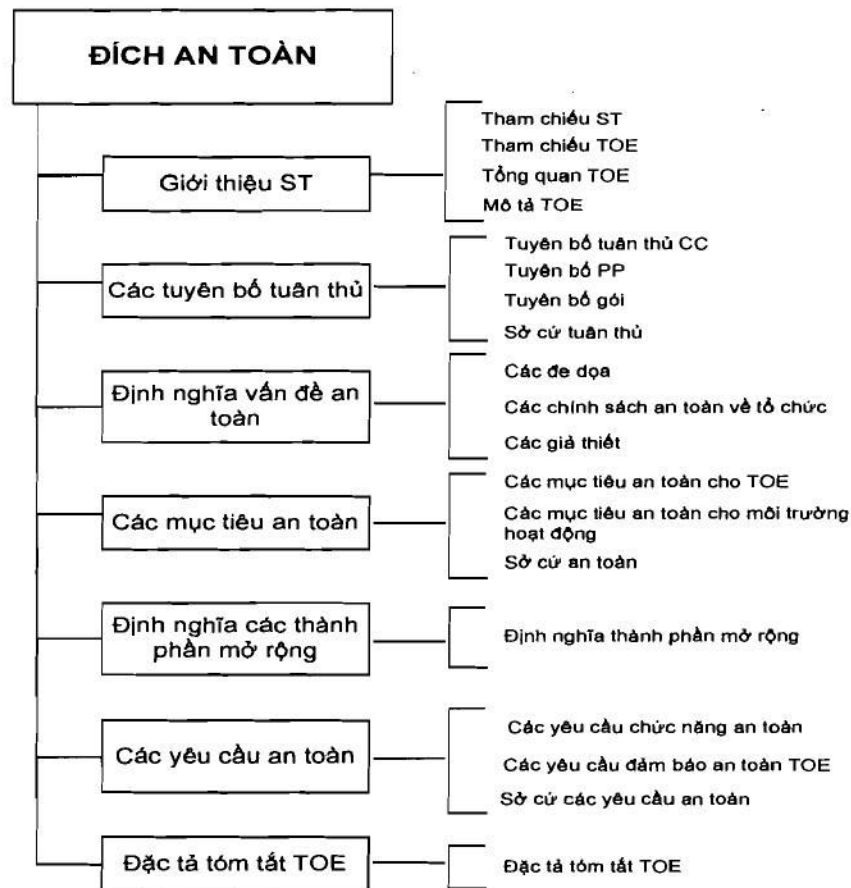 ĐÍCH AN TOÀN
Giới thiệu ST
Tham chiếu ST
Tham chiếu TOE
Tổng quan TOE
Mô tả TOE
Các tuyên bố tuân thủ
Tuyên bố tuân thủ CC
Tuyên bố PP
Tuyên bố gói
Sở cứ tuân thủ
Định nghĩa vấn đề an
toàn
Các đe dọa
Các chính sách an toàn về tổ chức
Các giả thiết
Các mục tiêu an toàn
Các mục tiêu an toàn cho TOE
Các mục tiêu an toàn cho môi trường
hoạt động
Sở cứ an toàn
Định nghĩa các thành
phần mở rộng
Định nghĩa thành phần mở rộng
Các yêu cầu an toàn
Các yêu cầu chức năng an toàn
Các yêu cầu đảm bảo an toàn TOE
Sở cứ các yêu cầu an toàn
Đặc tả tóm tắt TOE
Đặc tả tóm tắt TOE